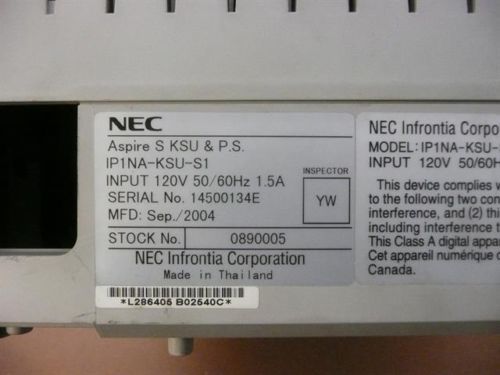 NEC
Aspire S KSU & P.S.
IP1NA-KSU-S1
INPUT 120V 50/60Hz 1.5A
SERIAL No. 14500134E
MFD: Sep./2004
INSPECTOR
YW
STOCK No. 0890005
NEC Infrontia Corporation
Made in Thailand
*L286405 B02540C*
NEC Infrontia Corporat
MODEL: IP1NA-KSU-
INPUT 120V 50/60H
This device complies w
to the following two con
interference, and (2) thi
including interference t
This Class A digital appar
Cet appareil numérique d
Canada.